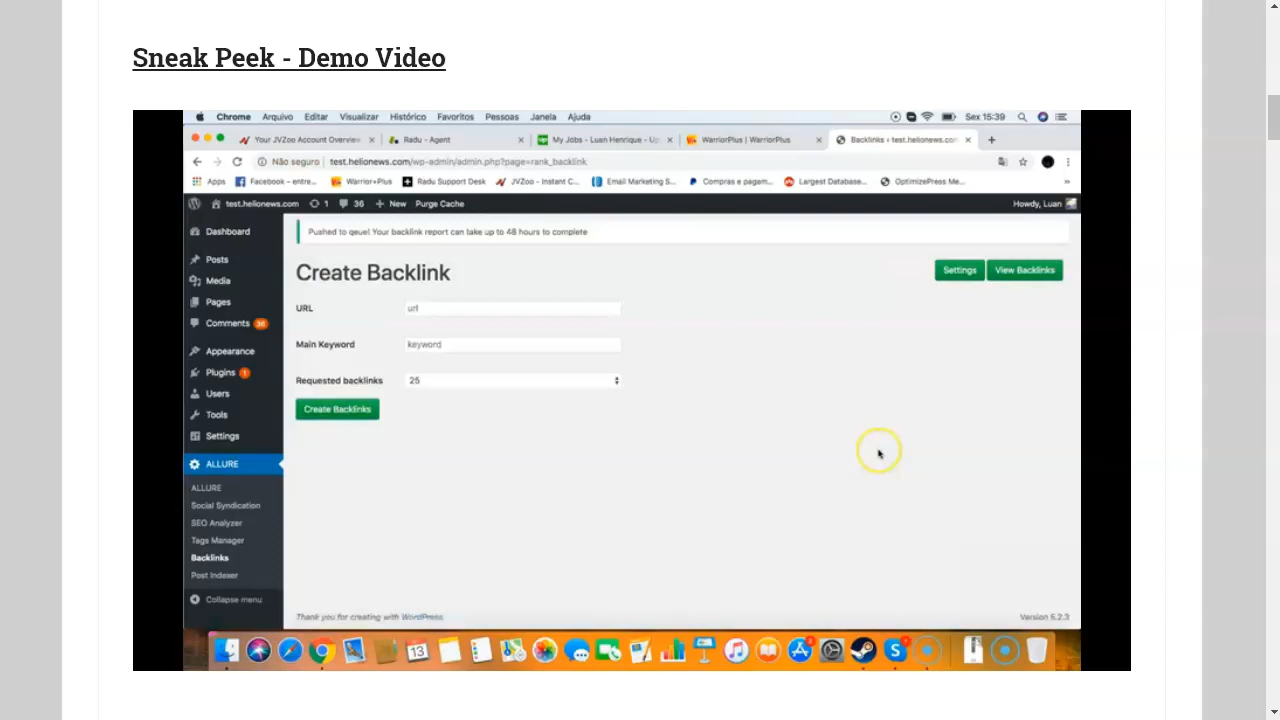 Sneak Peek - Demo Video
Chrome Arquivo Editar Visualizar Histórico Favoritos Pessoas Janela Ajuda Sex 15:39
Your JVZoo Account Overview Radu - Agent My Jobs - Luan Henrique - Up WarriorPlus | WarriorPlus Backlinks ‹ test.helionews.com
Não seguro test.helionews.com/wp-admin/admin.php?page=rank_backlink
Apps Facebook – entre... Warrior+Plus Radu Support Desk JVZoo - Instant C... Email Marketing S... Compras e pagam... Largest Database... OptimizePress Me... »
test.helionews.com 1 36 New Purge Cache Howdy, Luan
Dashboard
Posts
Media
Pages
Comments 36
Appearance
Plugins 1
Users
Tools
Settings
ALLURE
ALLURE
Social Syndication
SEO Analyzer
Tags Manager
Backlinks
Post Indexer
Collapse menu
Pushed to qeue! Your backlink report can take up to 48 hours to complete
Create Backlink
Settings View Backlinks
URL url
Main Keyword keyword
Requested backlinks 25
Create Backlinks
Thank you for creating with WordPress. Version 5.2.3
13